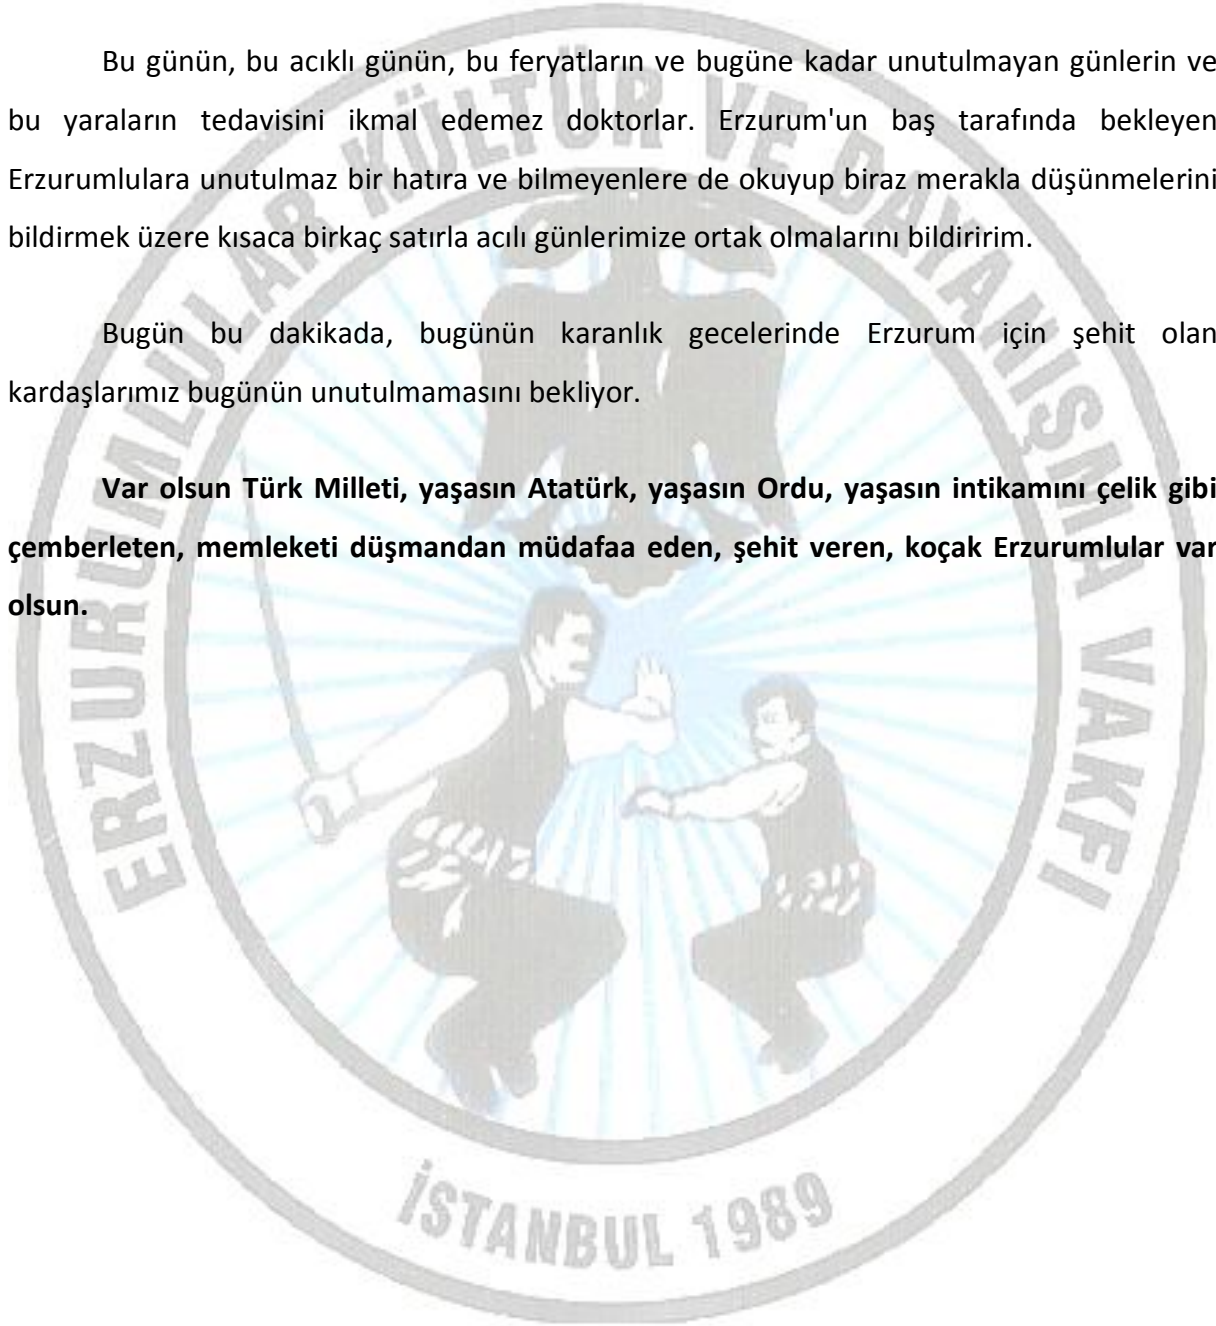 Bu günün, bu acıklı günün, bu feryatların ve bugüne kadar unutulmayan günlerin ve
bu yaraların tedavisini ikmal edemez doktorlar. Erzurum'un baş tarafında bekleyen
Erzurumlulara unutulmaz bir hatıra ve bilmeyenlere de okuyup biraz merakla düşünmelerini
bildirmek üzere kısaca birkaç satırla acılı günlerimize ortak olmalarını bildiririm.
Bugün bu dakikada, bugünün karanlık gecelerinde Erzurum için şehit olan
kardaşlarımız bugünün unutulmamasını bekliyor.
Var olsun Türk Milleti, yaşasın Atatürk, yaşasın Ordu, yaşasın intikamını çelik gibi
çemberleten, memleketi düşmandan müdafaa eden, şehit veren, koçak Erzurumlular var
olsun.
ERZURUMLULAR KÜLTÜR VE DAYANIŞMA VAKFI
İSTANBUL 1989